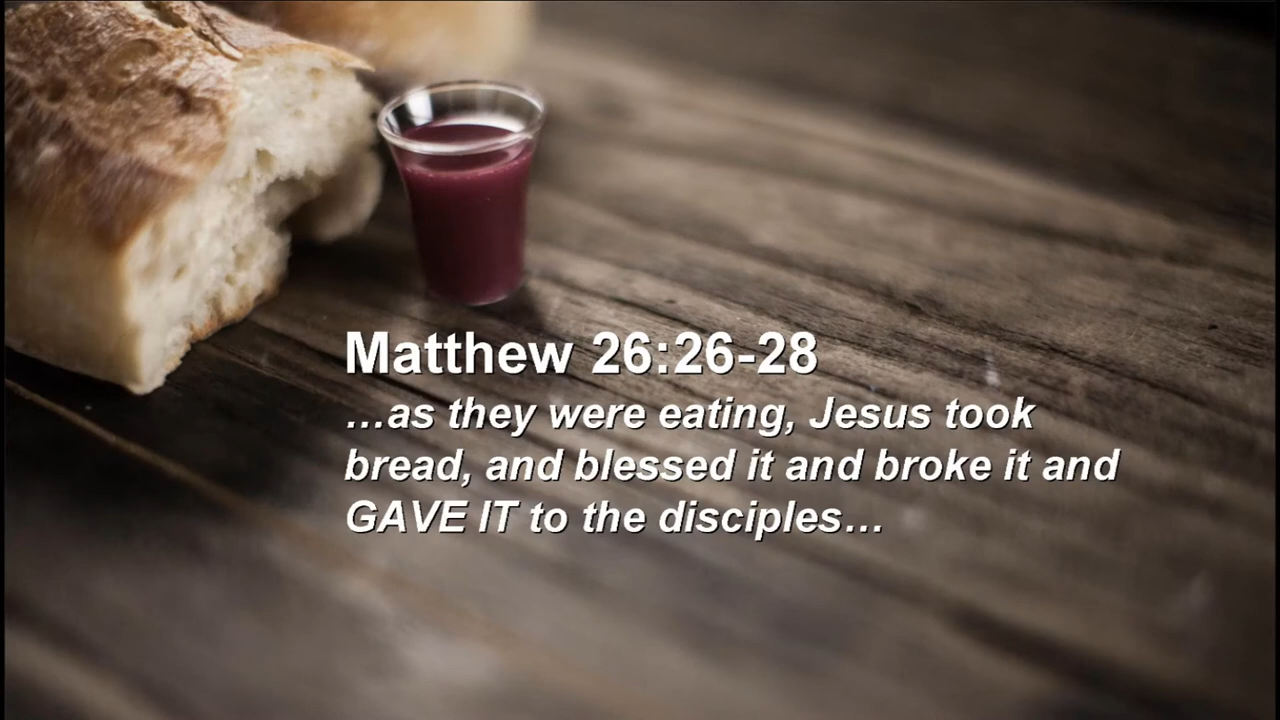 Matthew 26:26-28
…as they were eating, Jesus took
bread, and blessed it and broke it and
GAVE IT to the disciples…